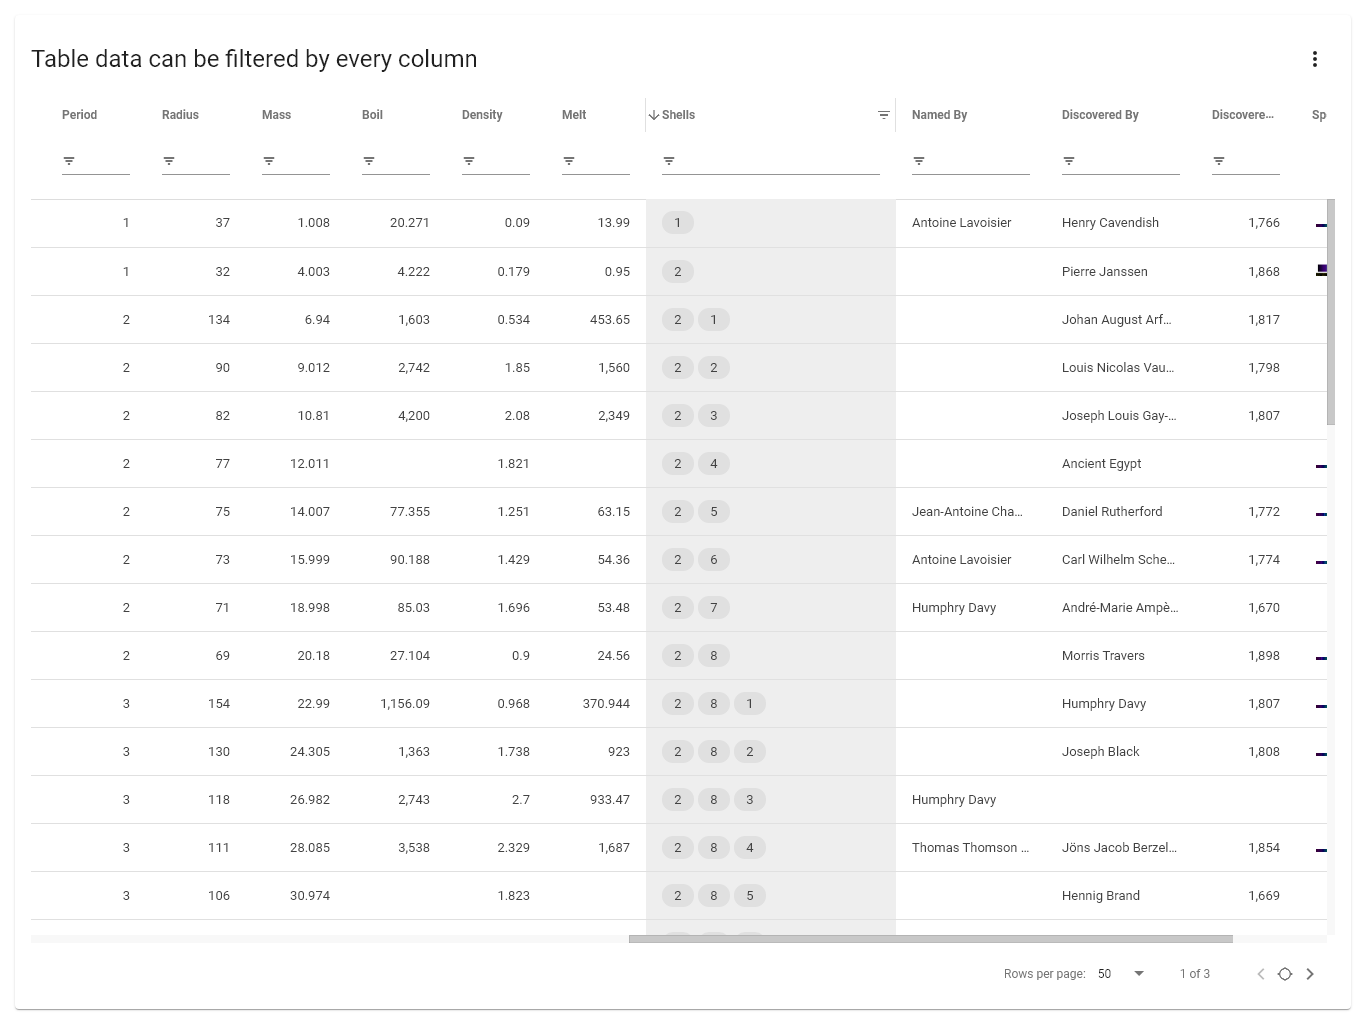 Table data can be filtered by every column
Period Radius Mass Boil Density Melt Shells Named By Discovered By Discovere… Sp
1 37 1.008 20.271 0.09 13.99 1 Antoine Lavoisier Henry Cavendish 1,766
1 32 4.003 4.222 0.179 0.95 2 Pierre Janssen 1,868
2 134 6.94 1,603 0.534 453.65 2 1 Johan August Arf… 1,817
2 90 9.012 2,742 1.85 1,560 2 2 Louis Nicolas Vau… 1,798
2 82 10.81 4,200 2.08 2,349 2 3 Joseph Louis Gay-… 1,807
2 77 12.011 1.821 2 4 Ancient Egypt
2 75 14.007 77.355 1.251 63.15 2 5 Jean-Antoine Cha… Daniel Rutherford 1,772
2 73 15.999 90.188 1.429 54.36 2 6 Antoine Lavoisier Carl Wilhelm Sche… 1,774
2 71 18.998 85.03 1.696 53.48 2 7 Humphry Davy André-Marie Ampè… 1,670
2 69 20.18 27.104 0.9 24.56 2 8 Morris Travers 1,898
3 154 22.99 1,156.09 0.968 370.944 2 8 1 Humphry Davy 1,807
3 130 24.305 1,363 1.738 923 2 8 2 Joseph Black 1,808
3 118 26.982 2,743 2.7 933.47 2 8 3 Humphry Davy
3 111 28.085 3,538 2.329 1,687 2 8 4 Thomas Thomson … Jöns Jacob Berzel… 1,854
3 106 30.974 1.823 2 8 5 Hennig Brand 1,669
Rows per page: 50 1 of 3